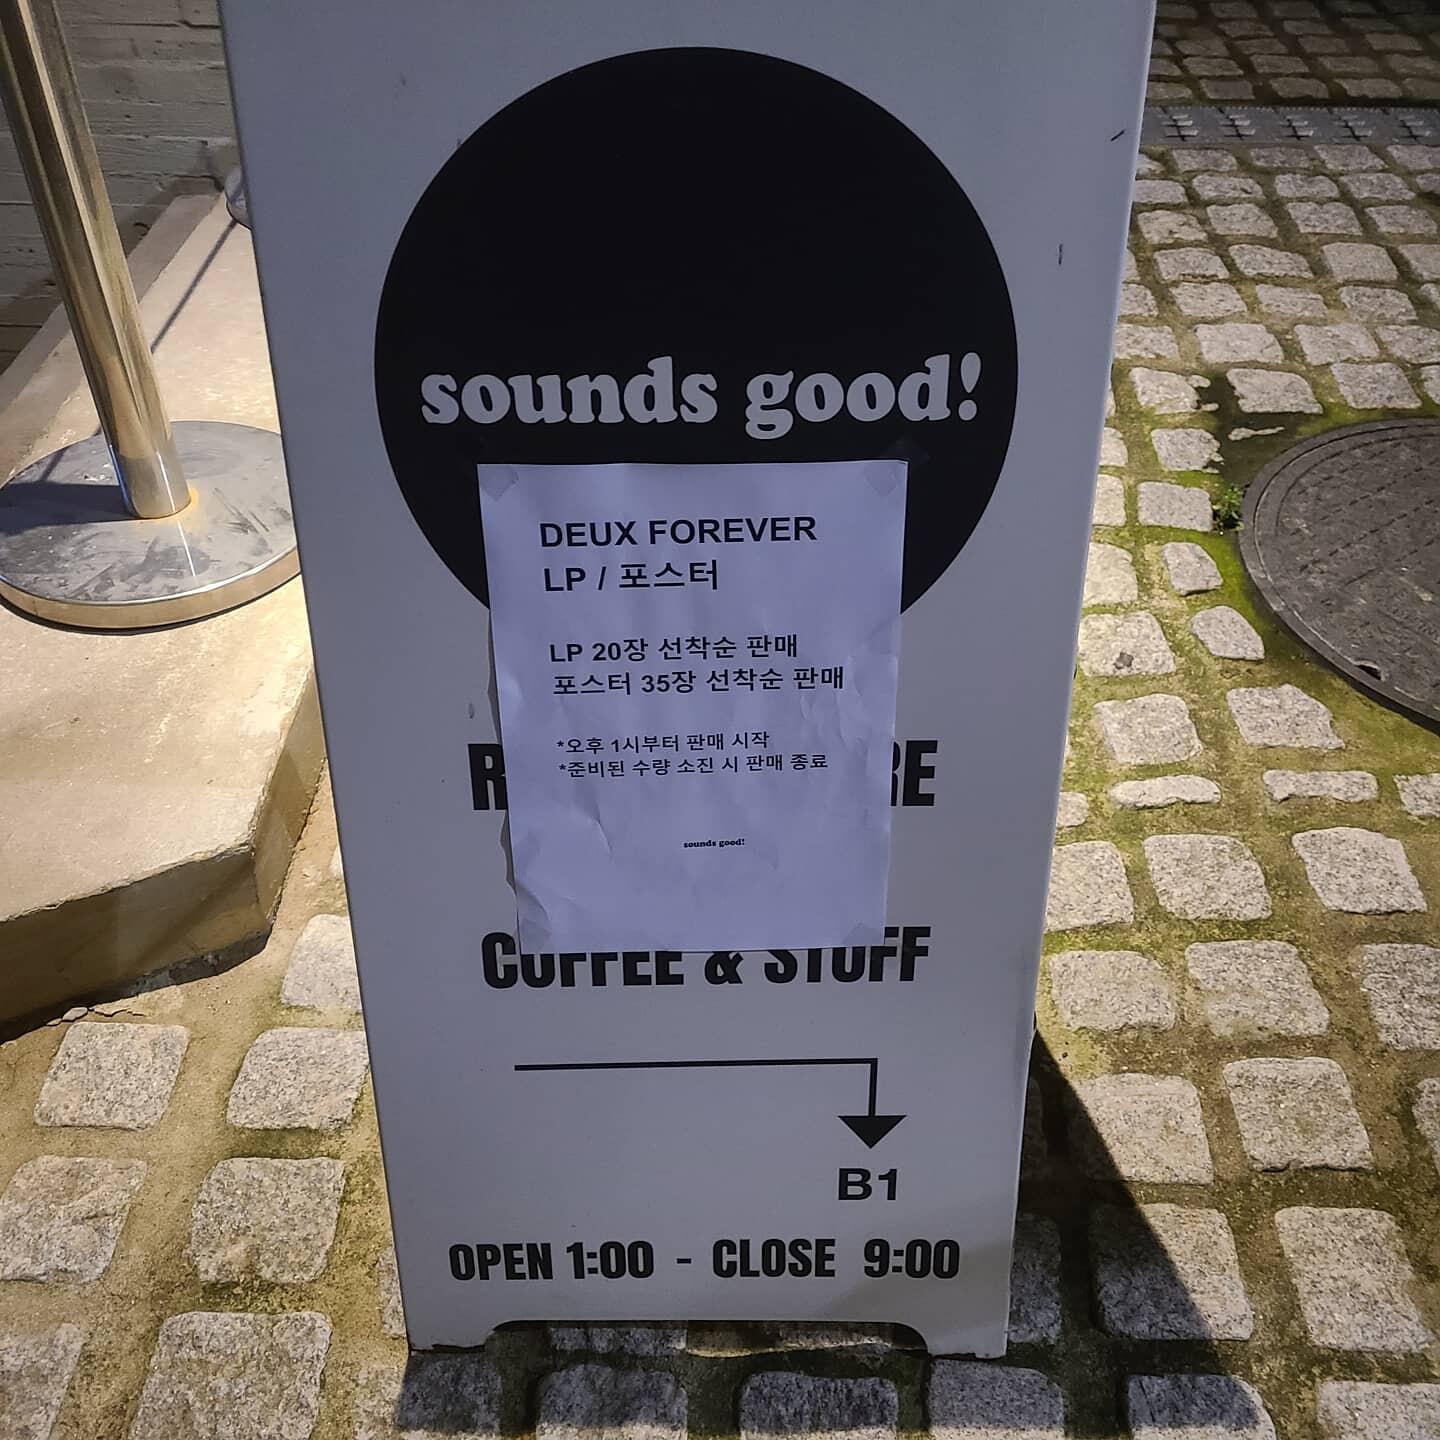 sounds good!
DEUX FOREVER
LP / 포스터
LP 20장 선착순 판매
포스터 35장 선착순 판매
*오후 1시부터 판매 시작
*준비된 수량 소진 시 판매 종료
sounds good!
COFFEE & STUFF
B1
OPEN 1:00 - CLOSE 9:00